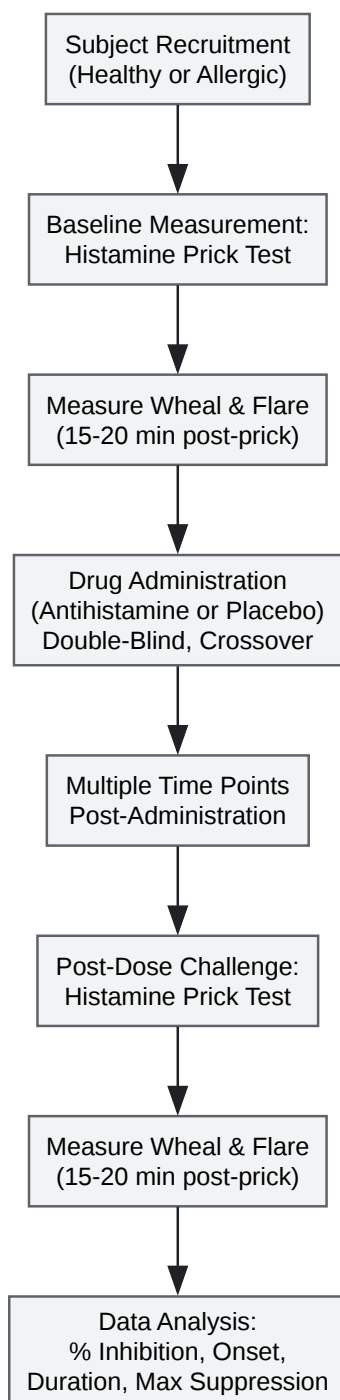 Subject Recruitment
(Healthy or Allergic)
Baseline Measurement:
Histamine Prick Test
Measure Wheal & Flare
(15-20 min post-prick)
Drug Administration
(Antihistamine or Placebo)
Double-Blind, Crossover
Multiple Time Points
Post-Administration
Post-Dose Challenge:
Histamine Prick Test
Measure Wheal & Flare
(15-20 min post-prick)
Data Analysis:
% Inhibition, Onset,
Duration, Max Suppression